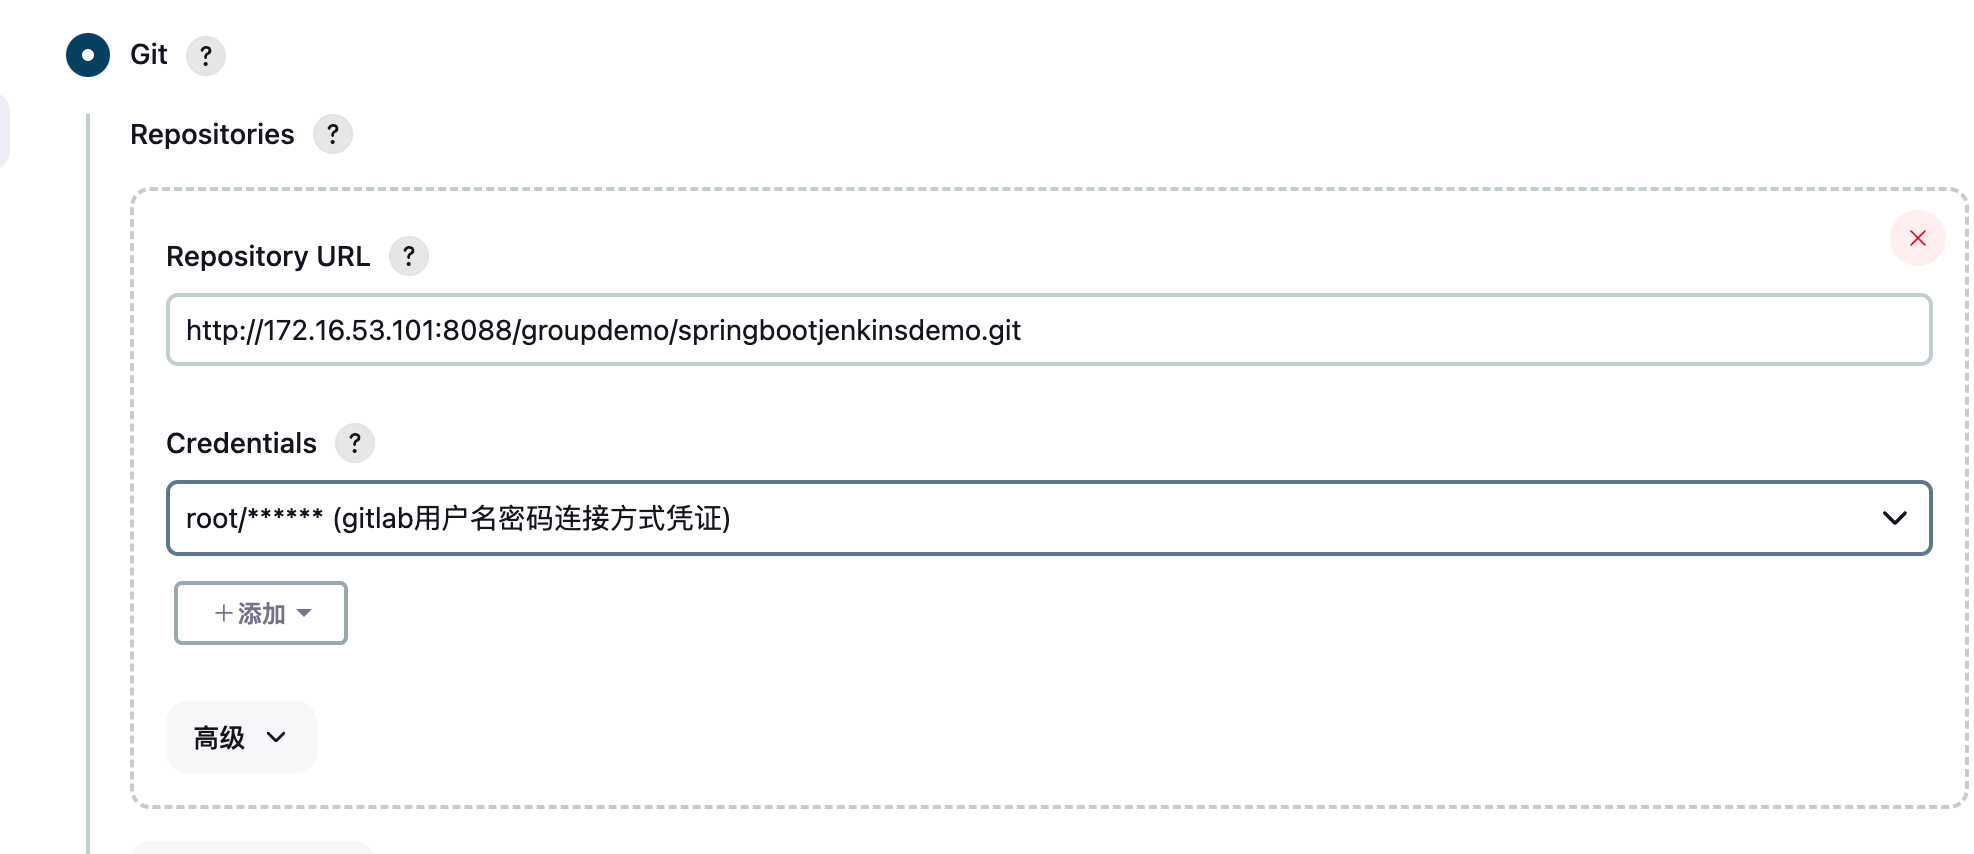 Git ?
Repositories ?
Repository URL ?
http://172.16.53.101:8088/groupdemo/springbootjenkinsdemo.git
Credentials ?
root/****** (gitlab用户名密码连接方式凭证)
+添加
高级